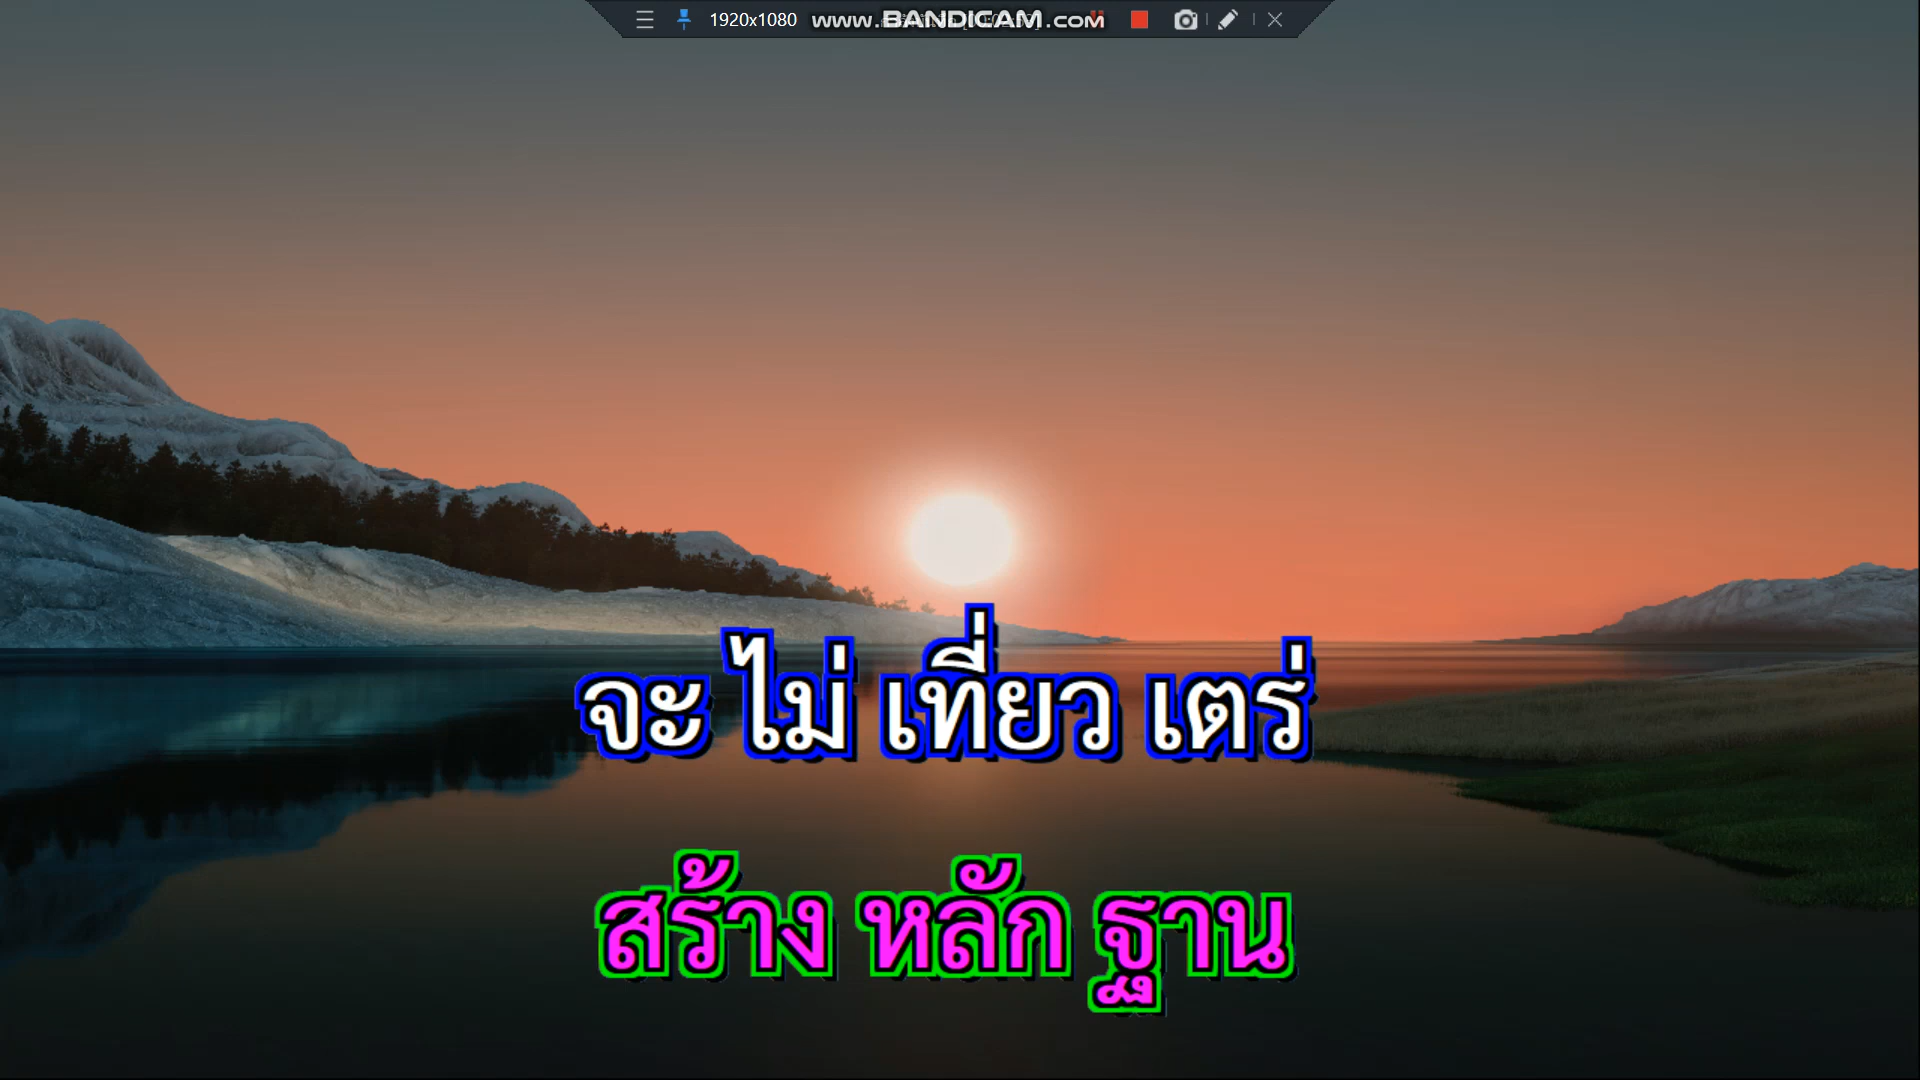 1920x1080 www.BANDICAM.com
จะ ไม่ เที่ยว เตร่
สร้าง หลัก ฐาน